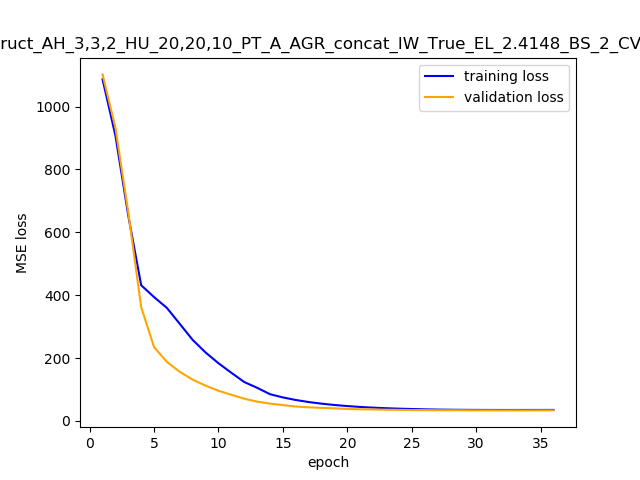 ruct_AH_3,3,2_HU_20,20,10_PT_A_AGR_concat_IW_True_EL_2.4148_BS_2_CV
training loss
validation loss
MSE loss
1000
800
600
400
200
0
0 5 10 15 20 25 30 35
epoch